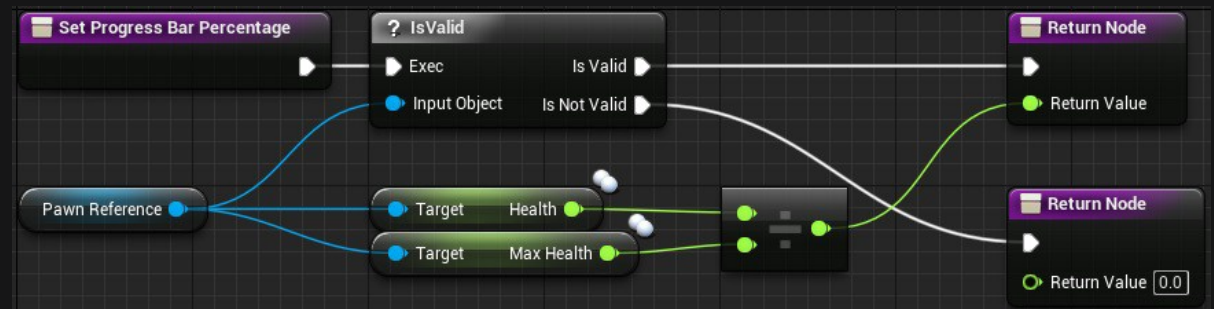 Set Progress Bar Percentage
? IsValid
Exec
Is Valid
Input Object
Is Not Valid
Return Node
Return Value
Pawn Reference
Target
Health
Target
Max Health
÷
Return Node
Return Value 0.0